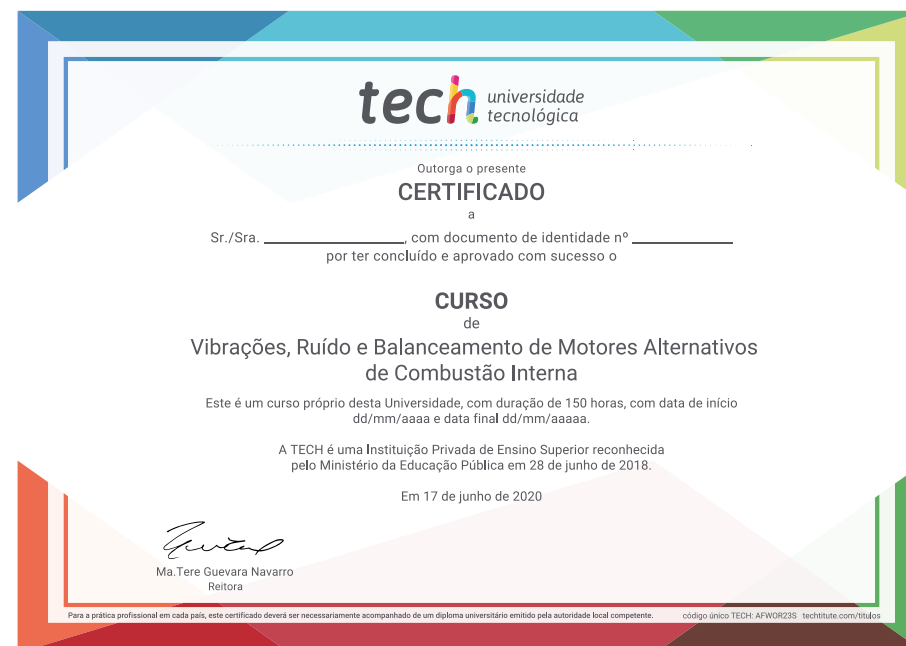 tech universidade
tecnológica
Outorga o presente
CERTIFICADO
a
Sr./Sra. ____________, com documento de identidade nº ____________
por ter concluído e aprovado com sucesso o
CURSO
de
Vibrações, Ruído e Balanceamento de Motores Alternativos
de Combustão Interna
Este é um curso próprio desta Universidade, com duração de 150 horas, com data de início
dd/mm/aaaa e data final dd/mm/aaaaa.
A TECH é uma Instituição Privada de Ensino Superior reconhecida
pelo Ministério da Educação Pública em 28 de junho de 2018.
Em 17 de junho de 2020
Ma.Tere Guevara Navarro
Reitora
Para a prática profissional em cada país, este certificado deverá ser necessariamente acompanhado de um diploma universitário emitido pela autoridade local competente. código único TECH: AFWOR23S techtitute.com/titulos